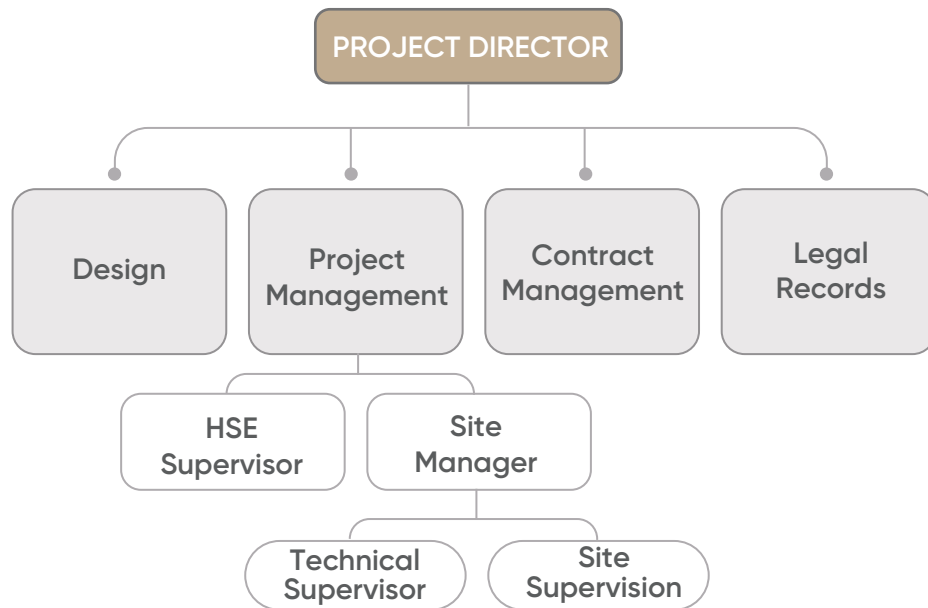 PROJECT DIRECTOR
Design
Project
Management
Contract
Management
Legal
Records
HSE
Supervisor
Site
Manager
Technical
Supervisor
Site
Supervision